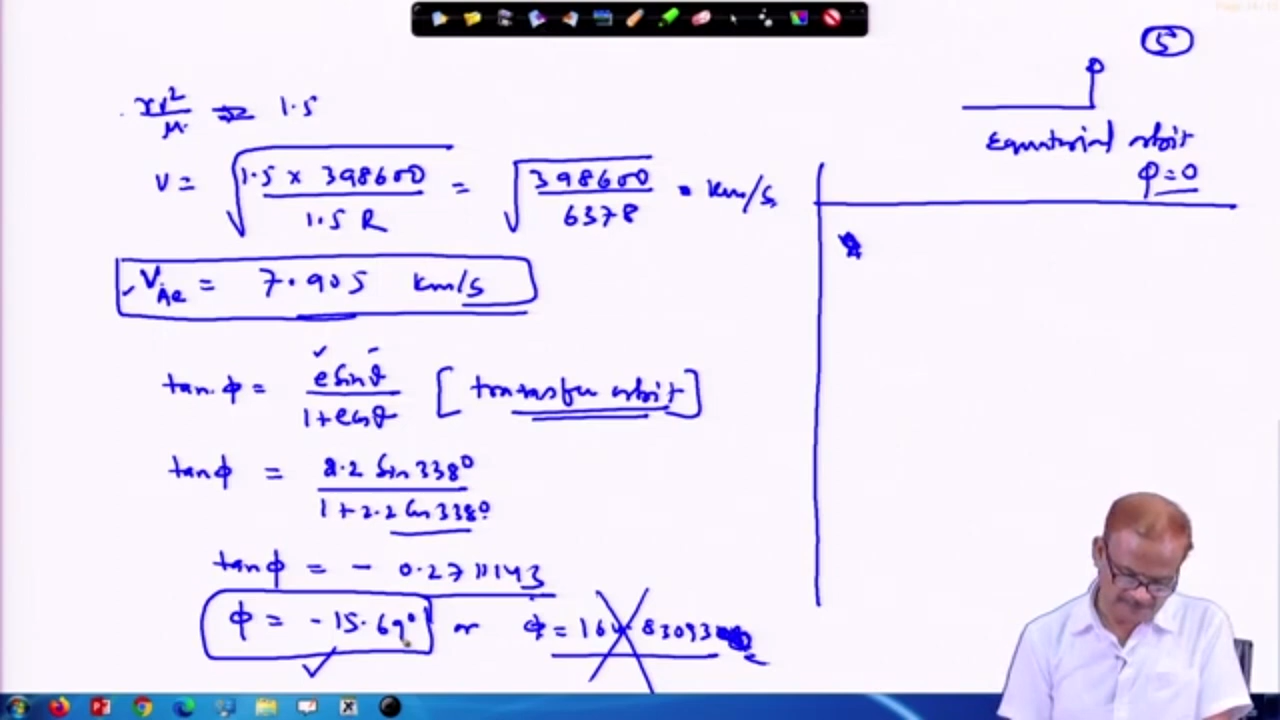 5
rv²/μ = 1.5
Equatorial orbit
φ=0
V = √(1.5 x 398600 / 1.5 R) = √(398600 / 6378) km/s
V = 7.905 km/s
tan φ = e sin θ / 1+e cos θ [transfer orbit]
tan φ = 2.2 sin 338° / 1+2.2 cos 338°
tan φ = - 0.2711143
φ = -15.69° or φ = 164.83093